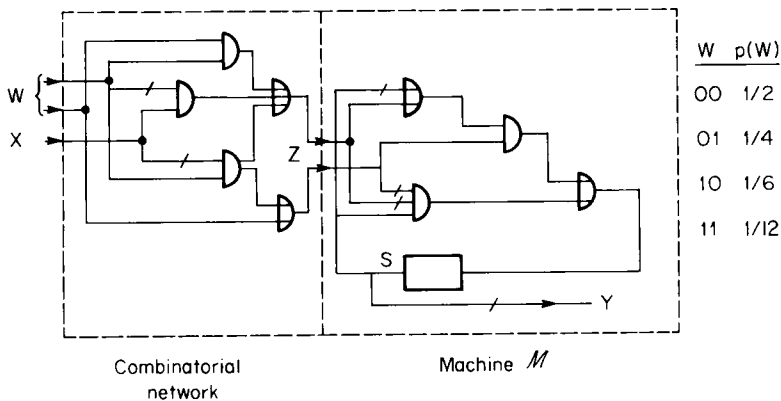 W
X
Z
S
Y
Combinatorial
network
Machine M
W p(W)
00 1/2
01 1/4
10 1/6
11 1/12